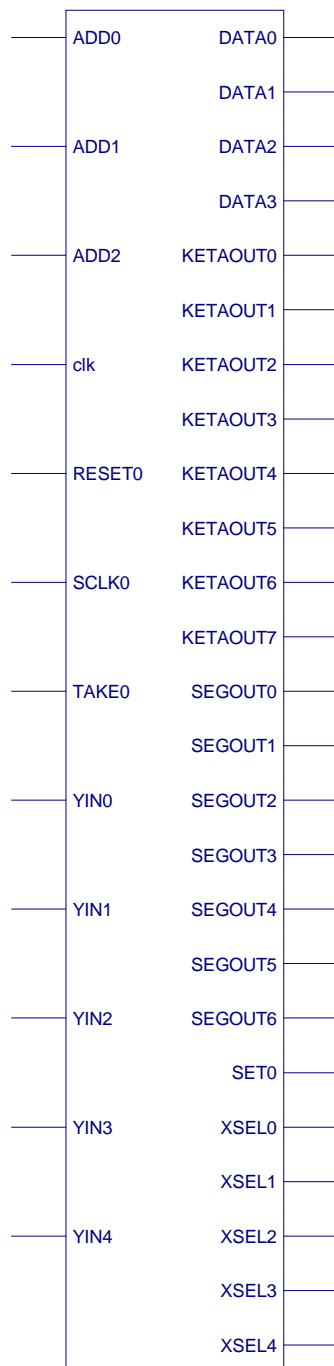 ADD0 DATA0
DATA1
ADD1 DATA2
DATA3
ADD2 KETAOUT0
KETAOUT1
clk KETAOUT2
KETAOUT3
RESET0 KETAOUT4
KETAOUT5
SCLK0 KETAOUT6
KETAOUT7
TAKE0 SEGOUT0
SEGOUT1
YIN0 SEGOUT2
SEGOUT3
YIN1 SEGOUT4
SEGOUT5
YIN2 SEGOUT6
SET0
YIN3 XSEL0
XSEL1
YIN4 XSEL2
XSEL3
XSEL4